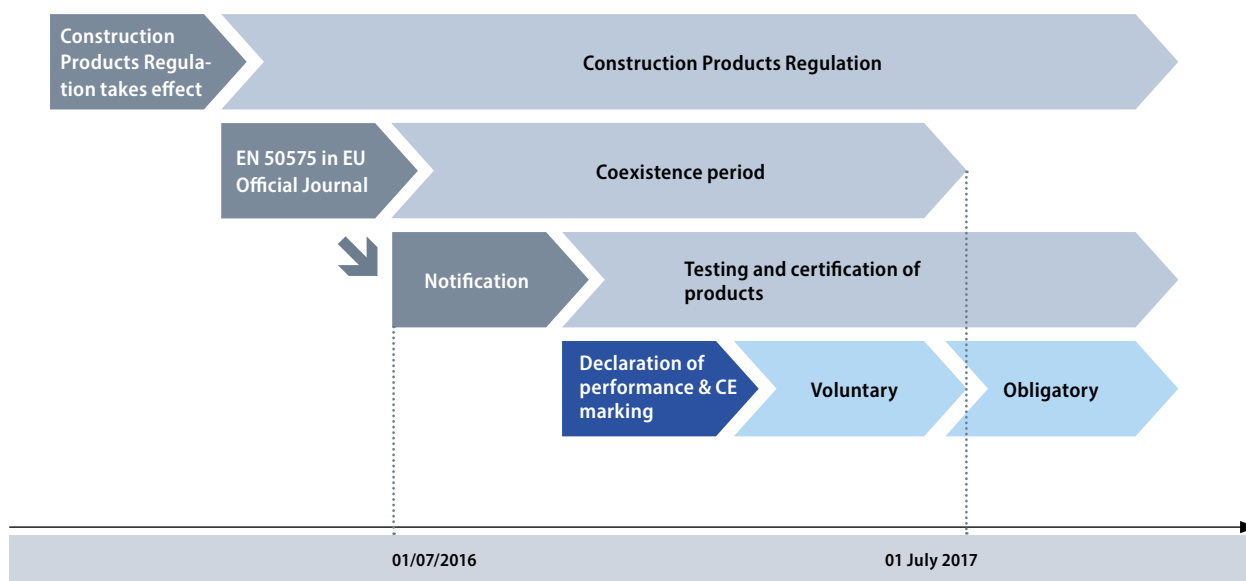 Construction
Products Regula-
tion takes effect
Construction Products Regulation
EN 50575 in EU
Official Journal
Coexistence period
Notification
Testing and certification of
products
Declaration of
performance & CE
marking
Voluntary
Obligatory
01/07/2016
01 July 2017